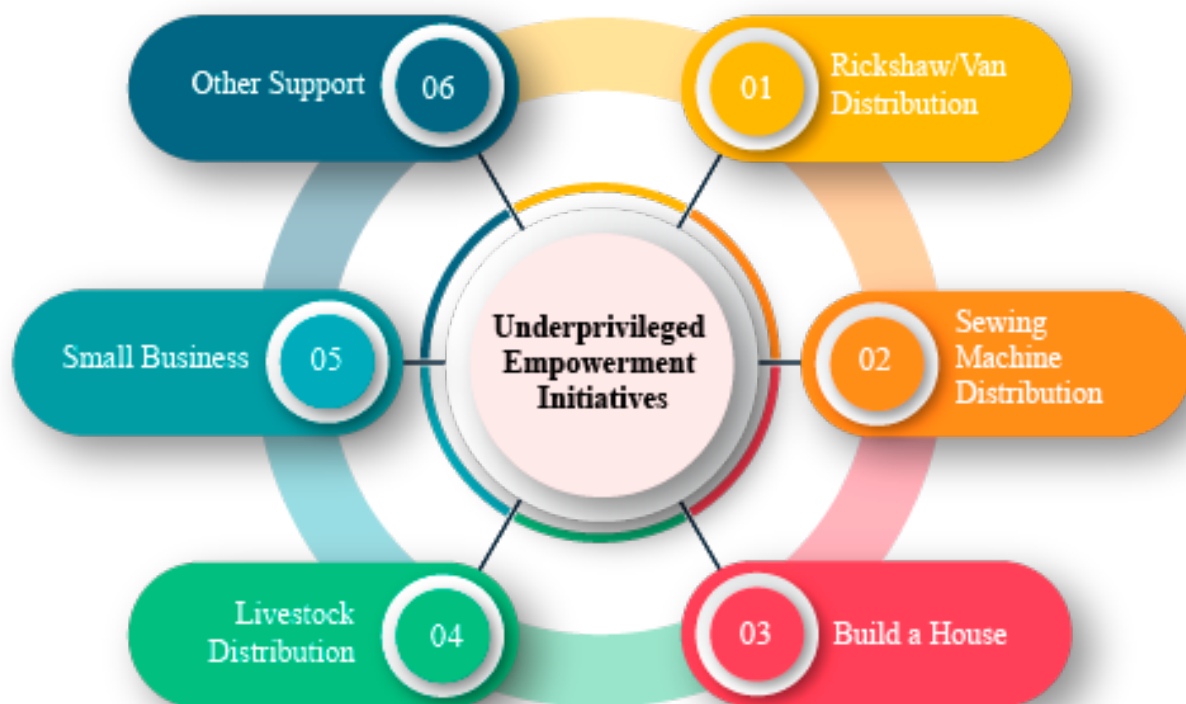 Underprivileged
Empowerment
Initiatives
01
Rickshaw/Van
Distribution
02
Sewing
Machine
Distribution
03
Build a House
04
Livestock
Distribution
05
Small Business
06
Other Support